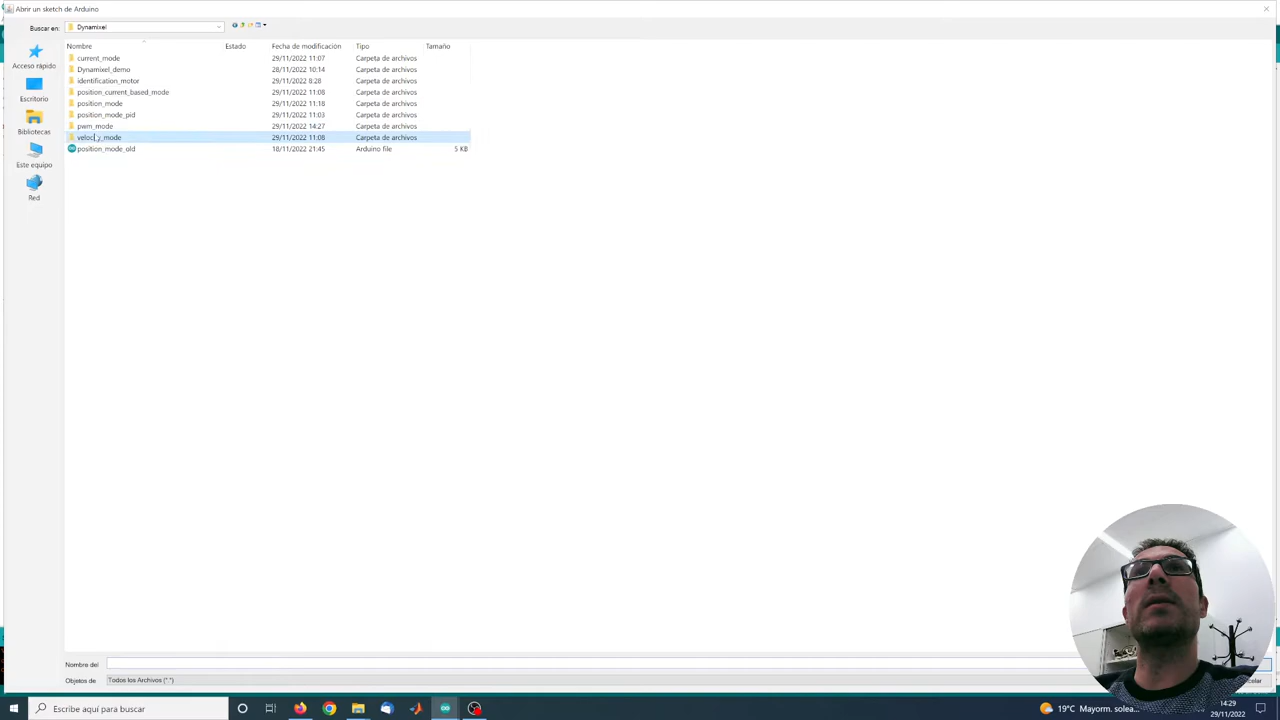 Abrir un sketch de Arduino
Buscar en: Dynamixel
Nombre Estado Fecha de modificación Tipo Tamaño
current_mode 29/11/2022 11:07 Carpeta de archivos
Dynamixel_demo 28/11/2022 10:14 Carpeta de archivos
identification_motor 29/11/2022 8:28 Carpeta de archivos
position_current_based_mode 29/11/2022 11:08 Carpeta de archivos
position_mode 29/11/2022 11:18 Carpeta de archivos
position_mode_pid 29/11/2022 11:03 Carpeta de archivos
pwm_mode 29/11/2022 14:27 Carpeta de archivos
velocity_mode 29/11/2022 11:08 Carpeta de archivos
position_mode_old 18/11/2022 21:45 Arduino file 5 KB
Acceso rápido
Escritorio
Bibliotecas
Este equipo
Red
Nombre del
Objetos de Todos los Archivos (*.*)
celar
Escribe aquí para buscar
19°C Mayorm. solea...
14:29
29/11/2022